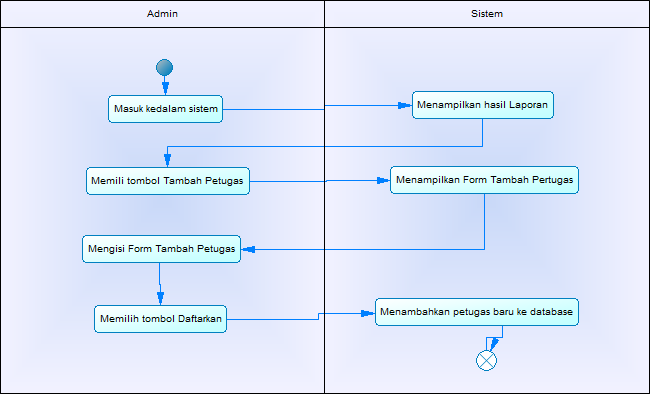 Admin
Sistem
Masuk kedalam sistem
Menampilkan hasil Laporan
Memili tombol Tambah Petugas
Menampilkan Form Tambah Pertugas
Mengisi Form Tambah Petugas
Memilih tombol Daftarkan
Menambahkan petugas baru ke database